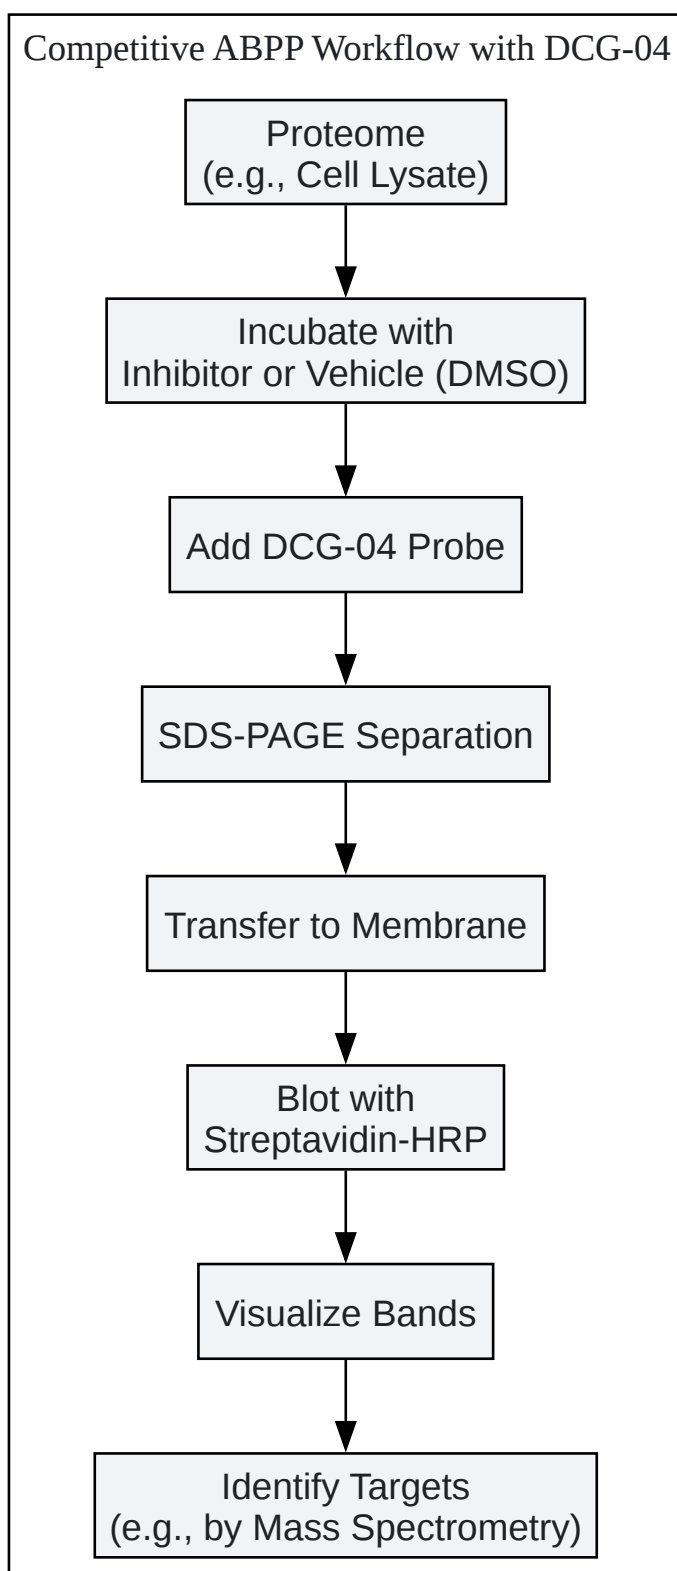 Competitive ABPP Workflow with DCG-04
Proteome
(e.g., Cell Lysate)
Incubate with
Inhibitor or Vehicle (DMSO)
Add DCG-04 Probe
SDS-PAGE Separation
Transfer to Membrane
Blot with
Streptavidin-HRP
Visualize Bands
Identify Targets
(e.g., by Mass Spectrometry)